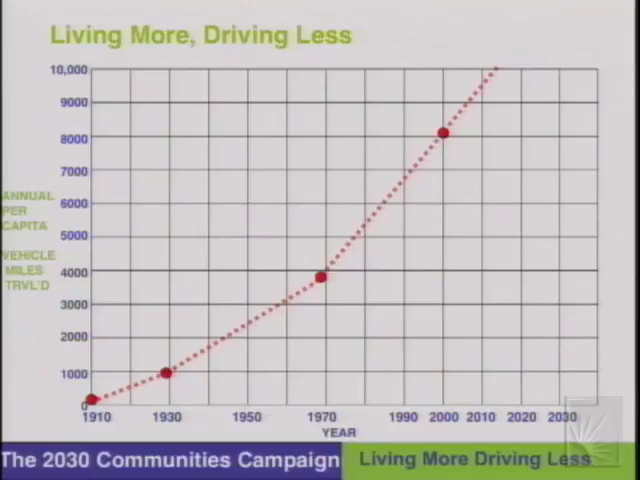 Living More, Driving Less
10,000
9000
8000
7000
6000
5000
4000
3000
2000
1000
0
ANNUAL
PER
CAPITA
VEHICLE
MILES
TRVL'D
1910 1930 1950 1970 1990 2000 2010 2020 2030
YEAR
The 2030 Communities Campaign
Living More Driving Less